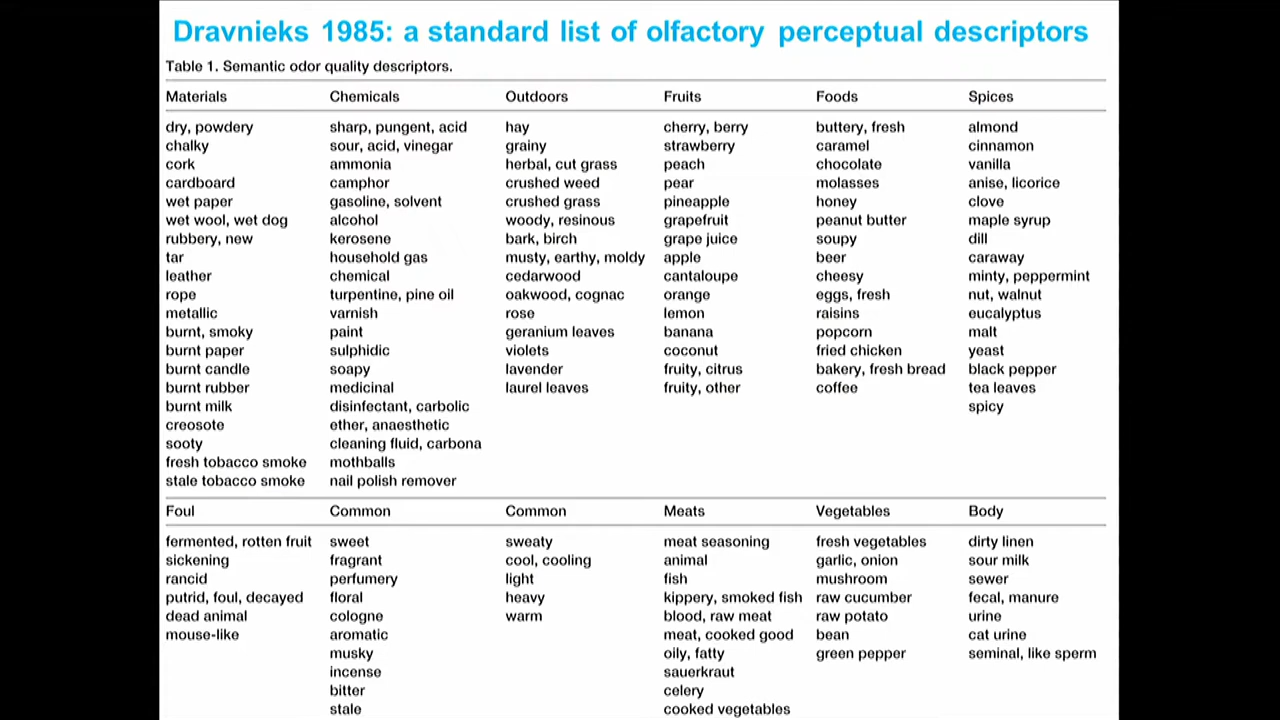 Dravnieks 1985: a standard list of olfactory perceptual descriptors
Table 1. Semantic odor quality descriptors.
Materials Chemicals Outdoors Fruits Foods Spices
dry, powdery sharp, pungent, acid hay cherry, berry buttery, fresh almond
chalky sour, acid, vinegar grainy strawberry caramel cinnamon
cork ammonia herbal, cut grass peach chocolate vanilla
cardboard camphor crushed weed pear molasses anise, licorice
wet paper gasoline, solvent crushed grass pineapple honey clove
wet wool, wet dog alcohol woody, resinous grapefruit peanut butter maple syrup
rubbery, new kerosene bark, birch grape juice soupy dill
tar household gas musty, earthy, moldy apple beer caraway
leather chemical cedarwood cantaloupe cheesy minty, peppermint
rope turpentine, pine oil oakwood, cognac orange eggs, fresh nut, walnut
metallic varnish rose lemon raisins eucalyptus
burnt, smoky paint geranium leaves banana popcorn malt
burnt paper sulphidic violets coconut fried chicken yeast
burnt candle soapy lavender fruity, citrus bakery, fresh bread black pepper
burnt rubber medicinal laurel leaves fruity, other coffee tea leaves
burnt milk disinfectant, carbolic spicy
creosote ether, anaesthetic
sooty cleaning fluid, carbona
fresh tobacco smoke mothballs
stale tobacco smoke nail polish remover
Foul Common Common Meats Vegetables Body
fermented, rotten fruit sweet sweaty meat seasoning fresh vegetables dirty linen
sickening fragrant cool, cooling animal garlic, onion sour milk
rancid perfumery light fish mushroom sewer
putrid, foul, decayed floral heavy kippery, smoked fish raw cucumber fecal, manure
dead animal cologne warm blood, raw meat raw potato urine
mouse-like aromatic meat, cooked good bean cat urine
musky oily, fatty green pepper seminal, like sperm
incense sauerkraut
bitter celery
stale cooked vegetables